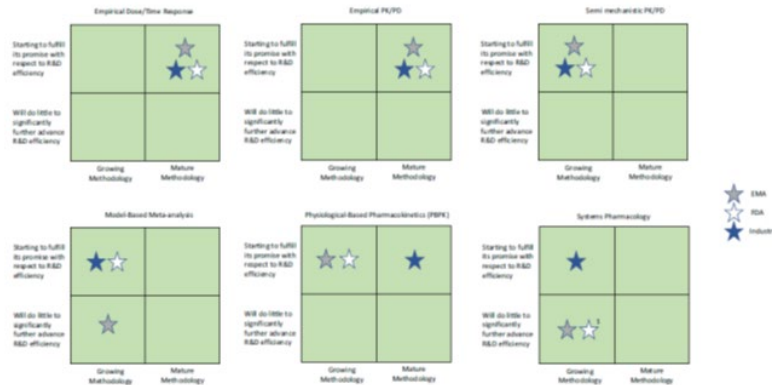 Empirical Dose/Time Response
Starting to fulfill
its promise with
respect to R&D
efficiency
Will do little to
significantly
further advance
R&D efficiency
Growing
Methodology
Mature
Methodology
Empirical PK/PD
Starting to fulfill
its promise with
respect to R&D
efficiency
Will do little to
significantly
further advance
R&D efficiency
Growing
Methodology
Mature
Methodology
Semi mechanistic PK/PD
Starting to fulfill
its promise with
respect to R&D
efficiency
Will do little to
significantly
further advance
R&D efficiency
Growing
Methodology
Mature
Methodology
EMA
FDA
Industry
Model-Based Meta-analysis
Starting to fulfill
its promise with
respect to R&D
efficiency
Will do little to
significantly
further advance
R&D efficiency
Growing
Methodology
Mature
Methodology
Physiological-Based Pharmacokinetics (PBPK)
Starting to fulfill
its promise with
respect to R&D
efficiency
Will do little to
significantly
further advance
R&D efficiency
Growing
Methodology
Mature
Methodology
Systems Pharmacology
Starting to fulfill
its promise with
respect to R&D
efficiency
Will do little to
significantly
further advance
R&D efficiency
Growing
Methodology
Mature
Methodology